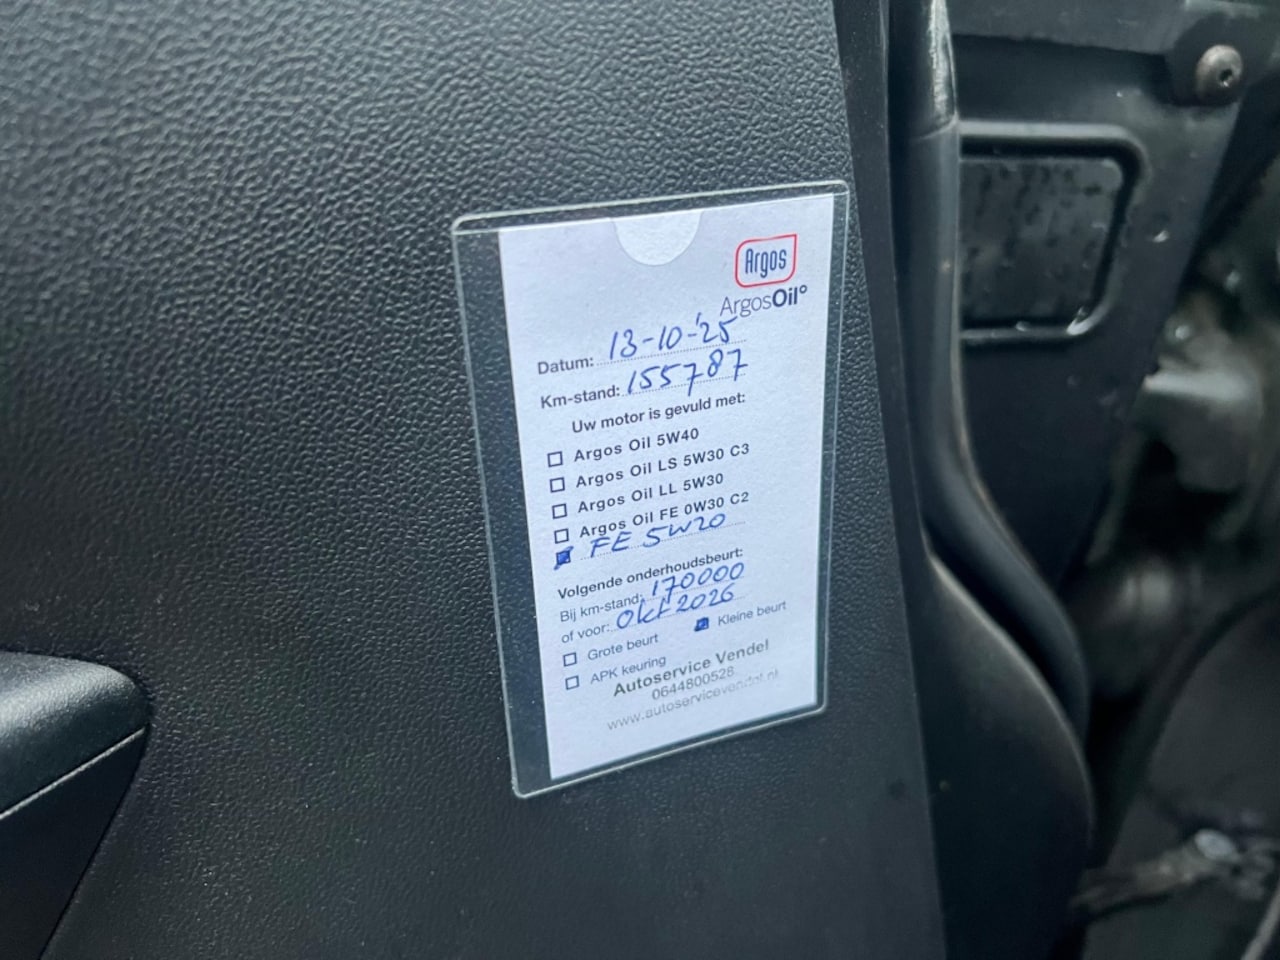 Argos
ArgosOil°
Datum: 13-10-'25
Km-stand: 155787
Uw motor is gevuld met:
Argos Oil 5W40
Argos Oil LS 5W30 C3
Argos Oil LL 5W30
Argos Oil FE 0W30 C2
FE 5W20
Volgende onderhoudsbeurt:
Bij km-stand: 170000
of voor: Okt 2026
Grote beurt Kleine beurt
APK keuring
Autoservice Vendel
0644800528
www.autoservicevendel.nl